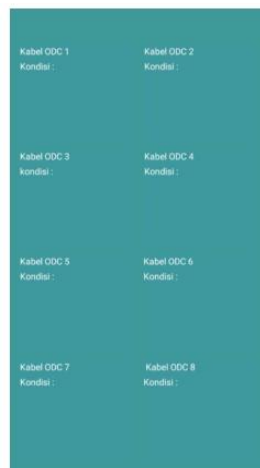 Kabel ODC 1
Kondisi :
Kabel ODC 2
Kondisi :
Kabel ODC 3
kondisi :
Kabel ODC 4
Kondisi :
Kabel ODC 5
Kondisi :
Kabel ODC 6
Kondisi :
Kabel ODC 7
Kondisi :
Kabel ODC 8
Kondisi :